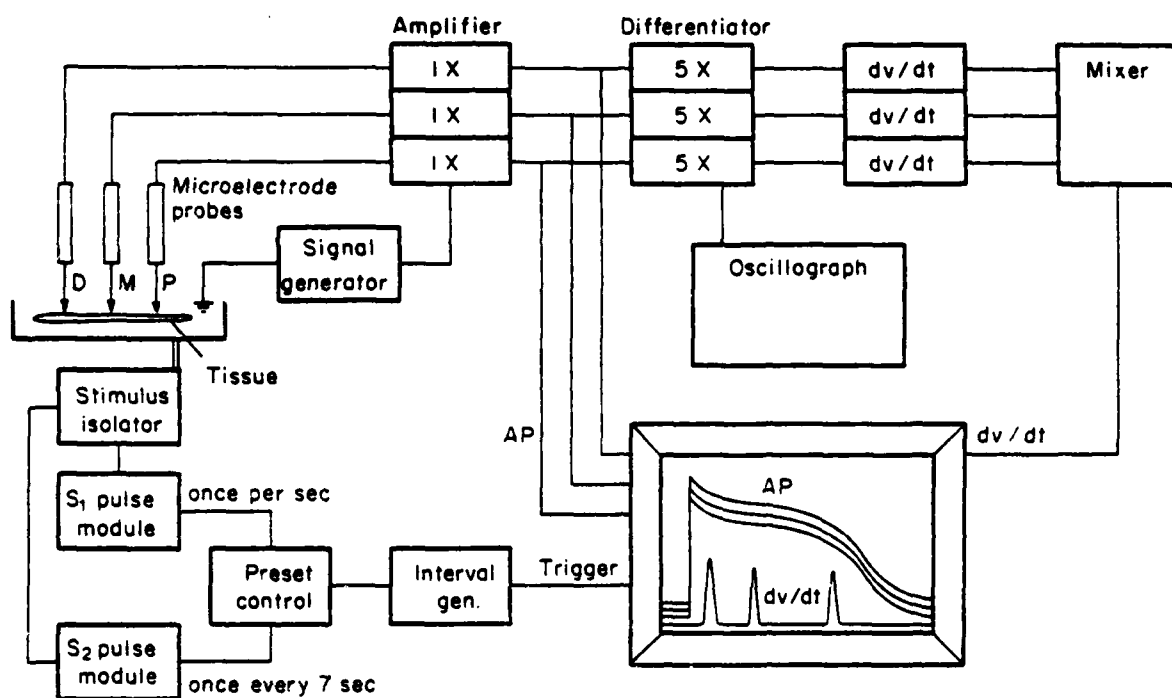 Amplifier
Differentiator
1 X
5 X
dv/dt
Mixer
1 X
5 X
dv/dt
1 X
5 X
dv/dt
Microelectrode
probes
D
M
P
Signal
generator
Oscillograph
Tissue
Stimulus
isolator
AP
dv/dt
AP
S₁ pulse
module
once per sec
Preset
control
Interval
gen.
Trigger
dv/dt
S₂ pulse
module
once every 7 sec